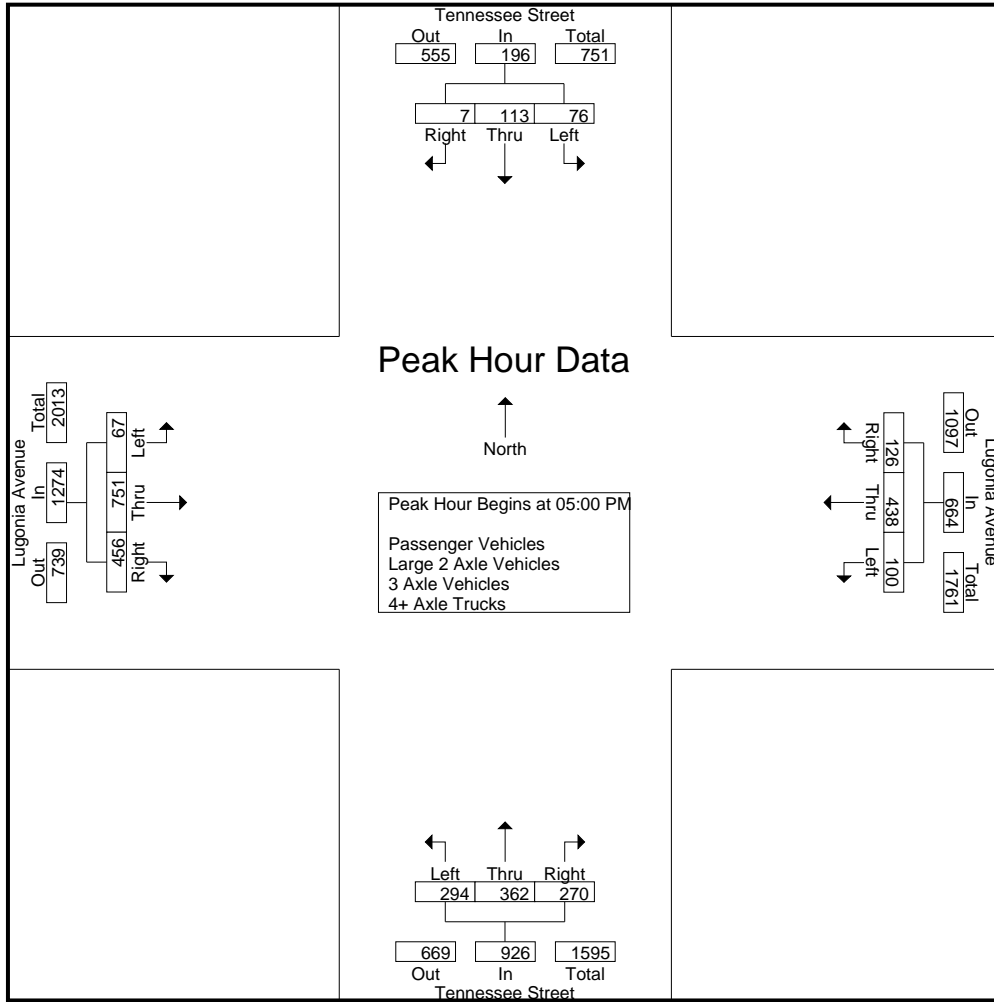 Tennessee Street
Out In Total
555 196 751
7 113 76
Right Thru Left
Peak Hour Data
North
Peak Hour Begins at 05:00 PM
Passenger Vehicles
Large 2 Axle Vehicles
3 Axle Vehicles
4+ Axle Trucks
Lugonia Avenue
Out In Total
739 1274 2013
67 751 456
Left Thru Right
Lugonia Avenue
Out In Total
1097 664 1761
126 438 100
Right Thru Left
Left Thru Right
294 362 270
669 926 1595
Out In Total
Tennessee Street